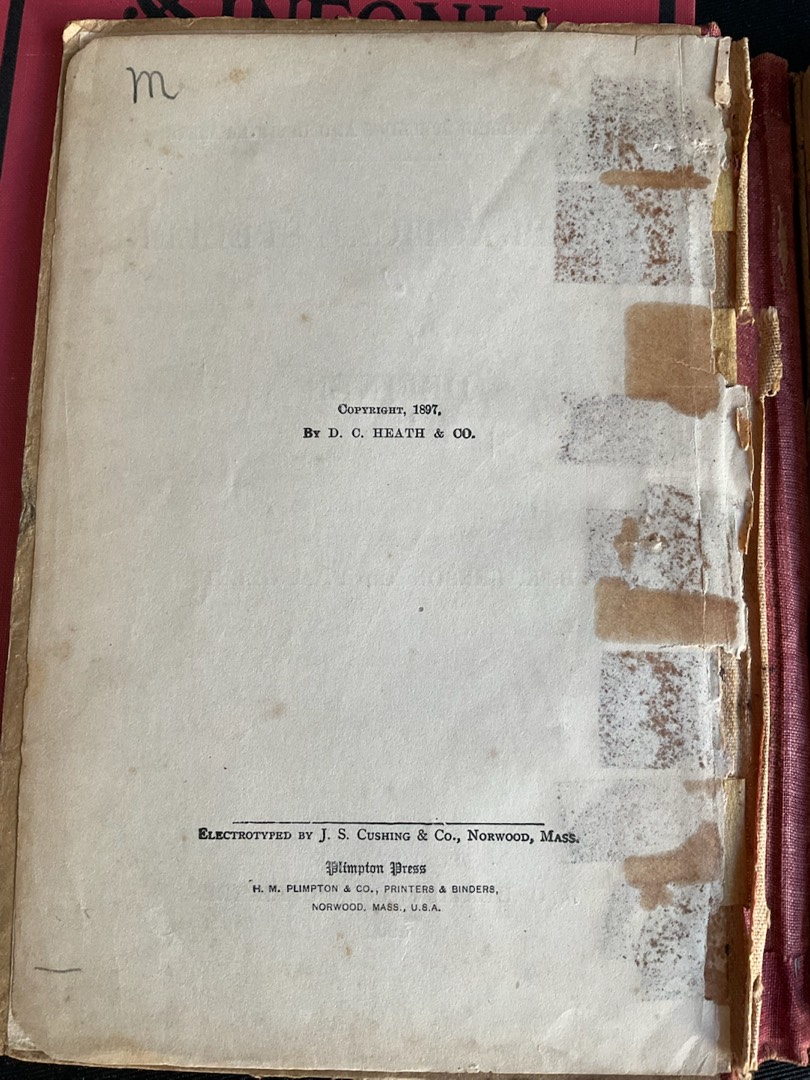 m
COPYRIGHT, 1897,
BY D. C. HEATH & CO.
ELECTROTYPED BY J. S. CUSHING & CO., NORWOOD, MASS.
Plimpton Press
H. M. PLIMPTON & CO., PRINTERS & BINDERS,
NORWOOD, MASS., U.S.A.